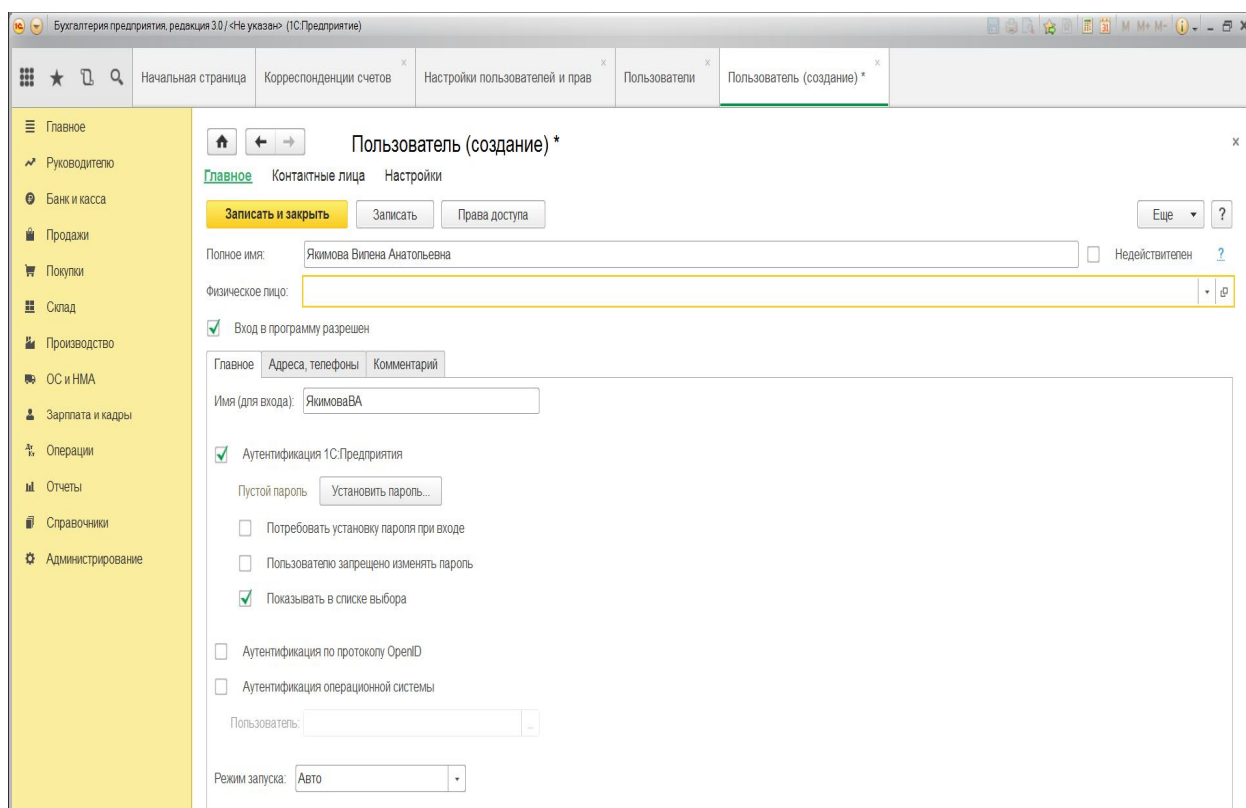 Бухгалтерия предприятия, редакция 3.0 / <Не указан> (1С:Предприятие)
M M+ M-
Начальная страница
Корреспонденции счетов
Настройки пользователей и прав
Пользователи
Пользователь (создание) *
Главное
Руководителю
Банк и касса
Продажи
Покупки
Склад
Производство
ОС и НМА
Зарплата и кадры
Операции
Отчеты
Справочники
Администрирование
Пользователь (создание) *
Главное Контактные лица Настройки
Записать и закрыть Записать Права доступа Еще ?
Полное имя: Якимова Вилена Анатольевна Недействителен ?
Физическое лицо:
Вход в программу разрешен
Главное Адреса, телефоны Комментарий
Имя (для входа): ЯкимоваВА
Аутентификация 1С:Предприятия
Пустой пароль Установить пароль...
Потребовать установку пароля при входе
Пользователю запрещено изменять пароль
Показывать в списке выбора
Аутентификация по протоколу OpenID
Аутентификация операционной системы
Пользователь: ...
Режим запуска: Авто